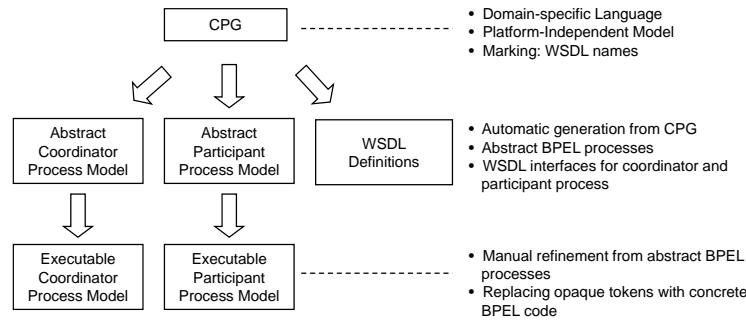 CPG
• Domain-specific Language
• Platform-Independent Model
• Marking: WSDL names
Abstract
Coordinator
Process Model
Abstract
Participant
Process Model
WSDL
Definitions
• Automatic generation from CPG
• Abstract BPEL processes
• WSDL interfaces for coordinator and
participant process
Executable
Coordinator
Process Model
Executable
Participant
Process Model
• Manual refinement from abstract BPEL
processes
• Replacing opaque tokens with concrete
BPEL code